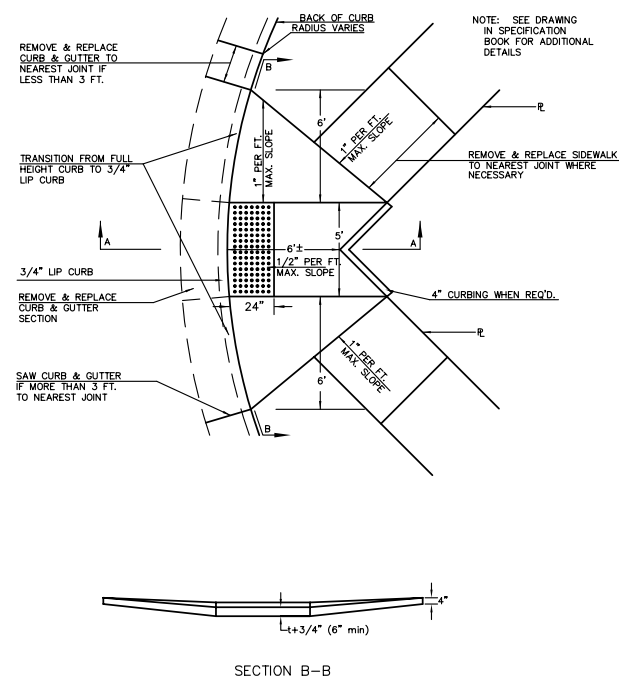 BACK OF CURB
RADIUS VARIES
NOTE: SEE DRAWING
IN SPECIFICATION
BOOK FOR ADDITIONAL
DETAILS
REMOVE & REPLACE
CURB & GUTTER TO
NEAREST JOINT IF
LESS THAN 3 FT.
B
6'
1" PER FT.
MAX. SLOPE
1" PER FT.
MAX. SLOPE
℄
REMOVE & REPLACE SIDEWALK
TO NEAREST JOINT WHERE
NECESSARY
TRANSITION FROM FULL
HEIGHT CURB TO 3/4"
LIP CURB
A
6'±
5'
A
1/2" PER FT.
MAX. SLOPE
3/4" LIP CURB
REMOVE & REPLACE
CURB & GUTTER
SECTION
24"
4" CURBING WHEN REQ'D.
℄
1" PER FT.
MAX. SLOPE
6'
SAW CURB & GUTTER
IF MORE THAN 3 FT.
TO NEAREST JOINT
B
4"
t+3/4" (6" min)
SECTION B-B